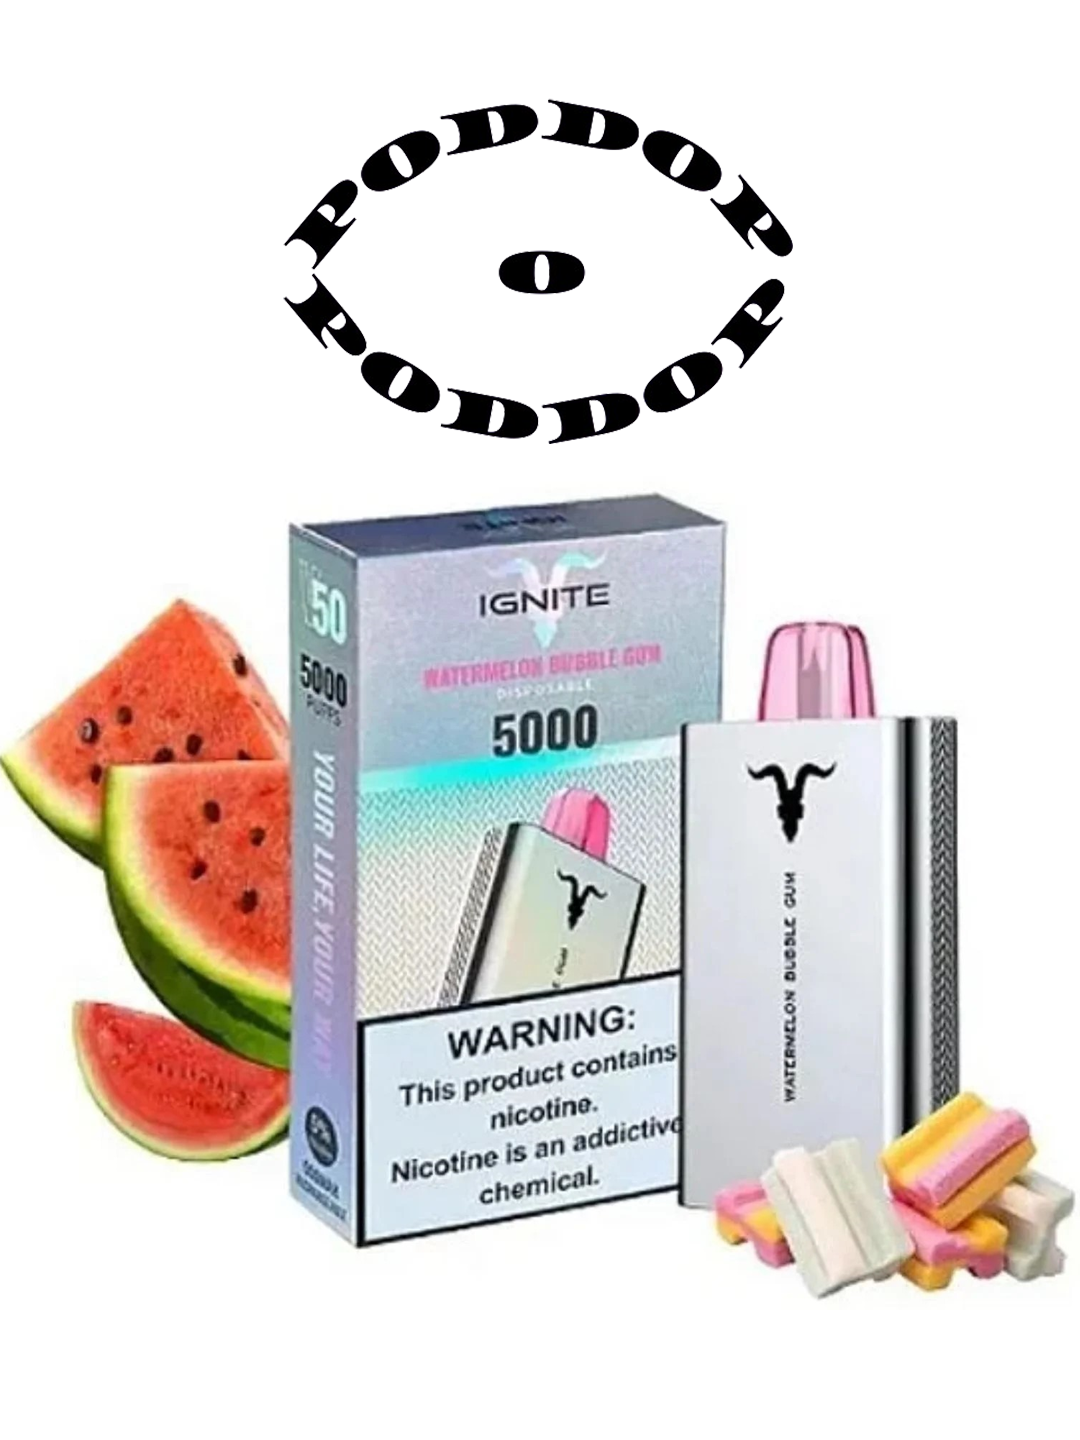 PODDOP
O
PODDOP
IGNITE
WATERMELON BUBBLE GUM
DISPOSABLE
5000
V50
5000
PUFFS
YOUR LIFE. YOUR WAY
5%
WATERMELON BUBBLE GUM
WARNING:
This product contains
nicotine.
Nicotine is an addictive
chemical.